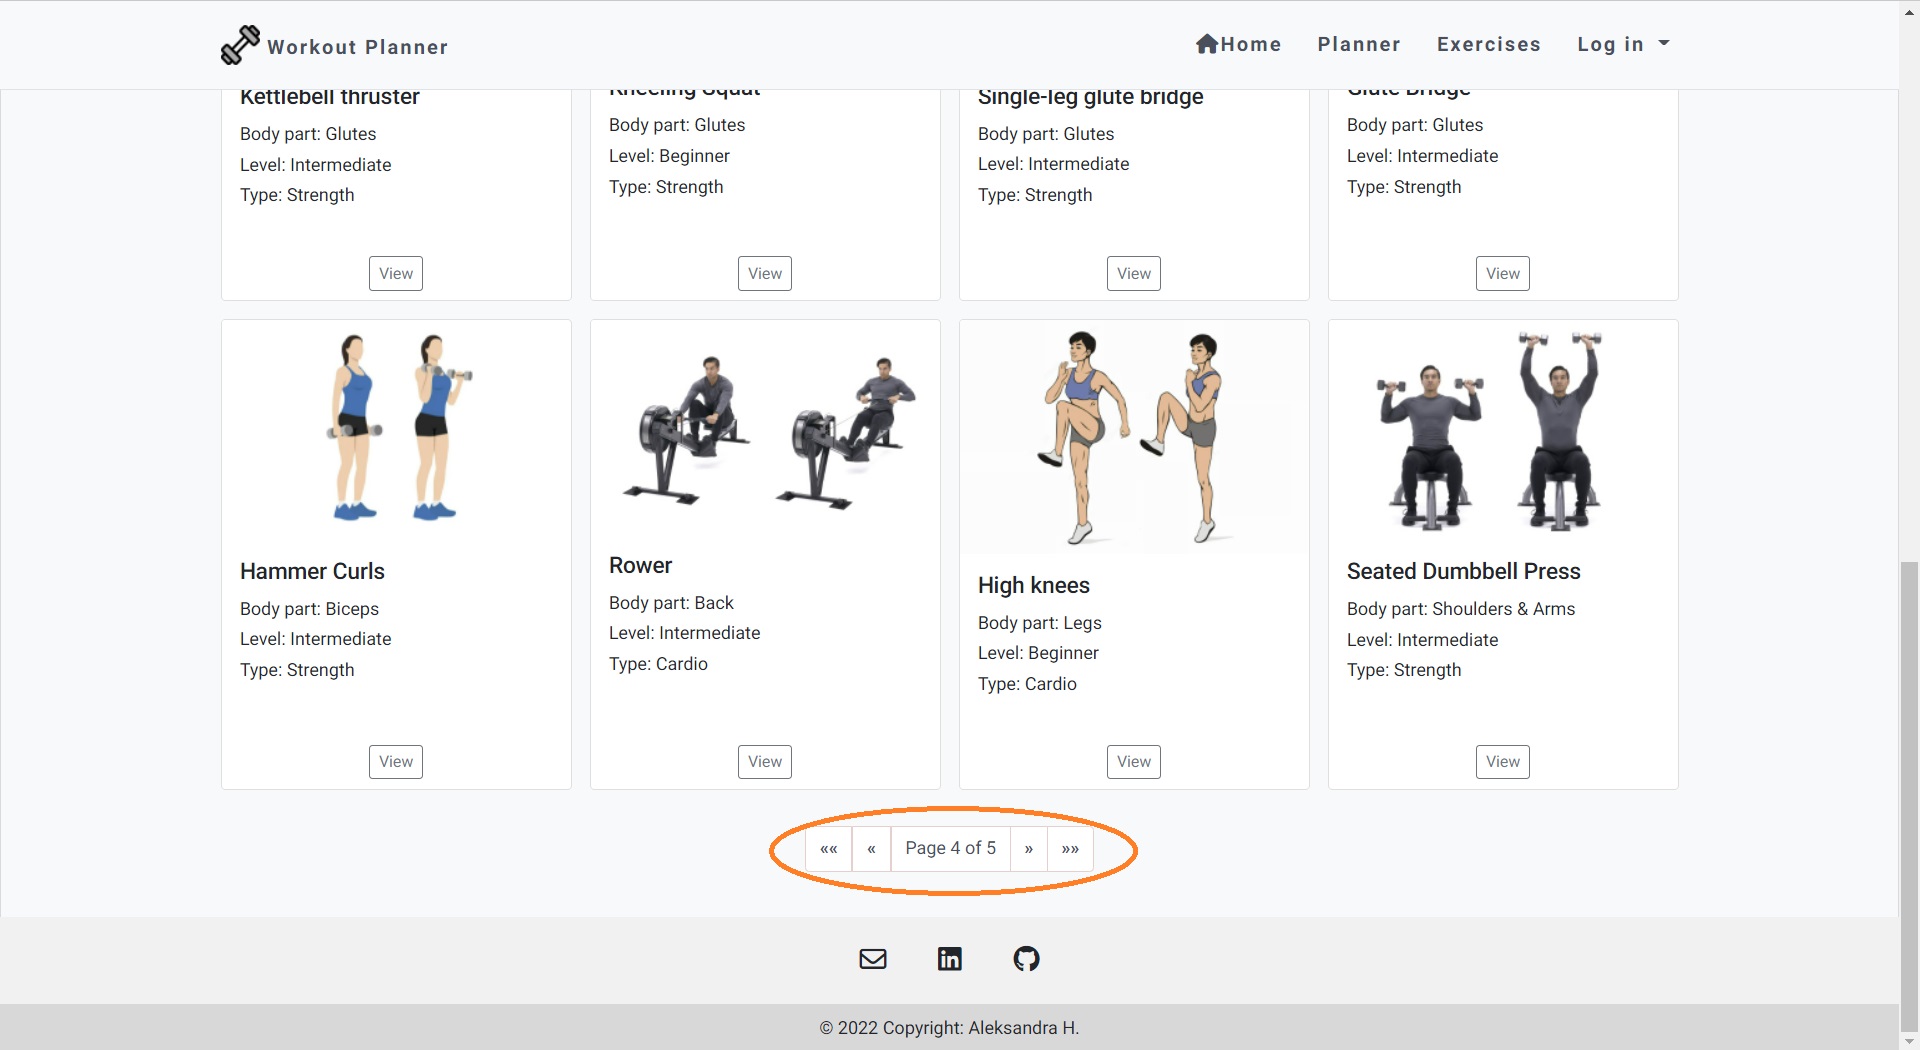 Workout Planner
Home Planner Exercises Log in
Kettlebell thruster
Body part: Glutes
Level: Intermediate
Type: Strength
View
Kneeling Squat
Body part: Glutes
Level: Beginner
Type: Strength
View
Single-leg glute bridge
Body part: Glutes
Level: Intermediate
Type: Strength
View
Glute Bridge
Body part: Glutes
Level: Intermediate
Type: Strength
View
Hammer Curls
Body part: Biceps
Level: Intermediate
Type: Strength
View
Rower
Body part: Back
Level: Intermediate
Type: Cardio
View
High knees
Body part: Legs
Level: Beginner
Type: Cardio
View
Seated Dumbbell Press
Body part: Shoulders & Arms
Level: Intermediate
Type: Strength
View
«« « Page 4 of 5 » »»
© 2022 Copyright: Aleksandra H.